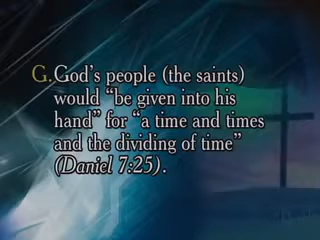 G. God's people (the saints)
would "be given into his
hand" for "a time and times
and the dividing of time"
(Daniel 7:25).